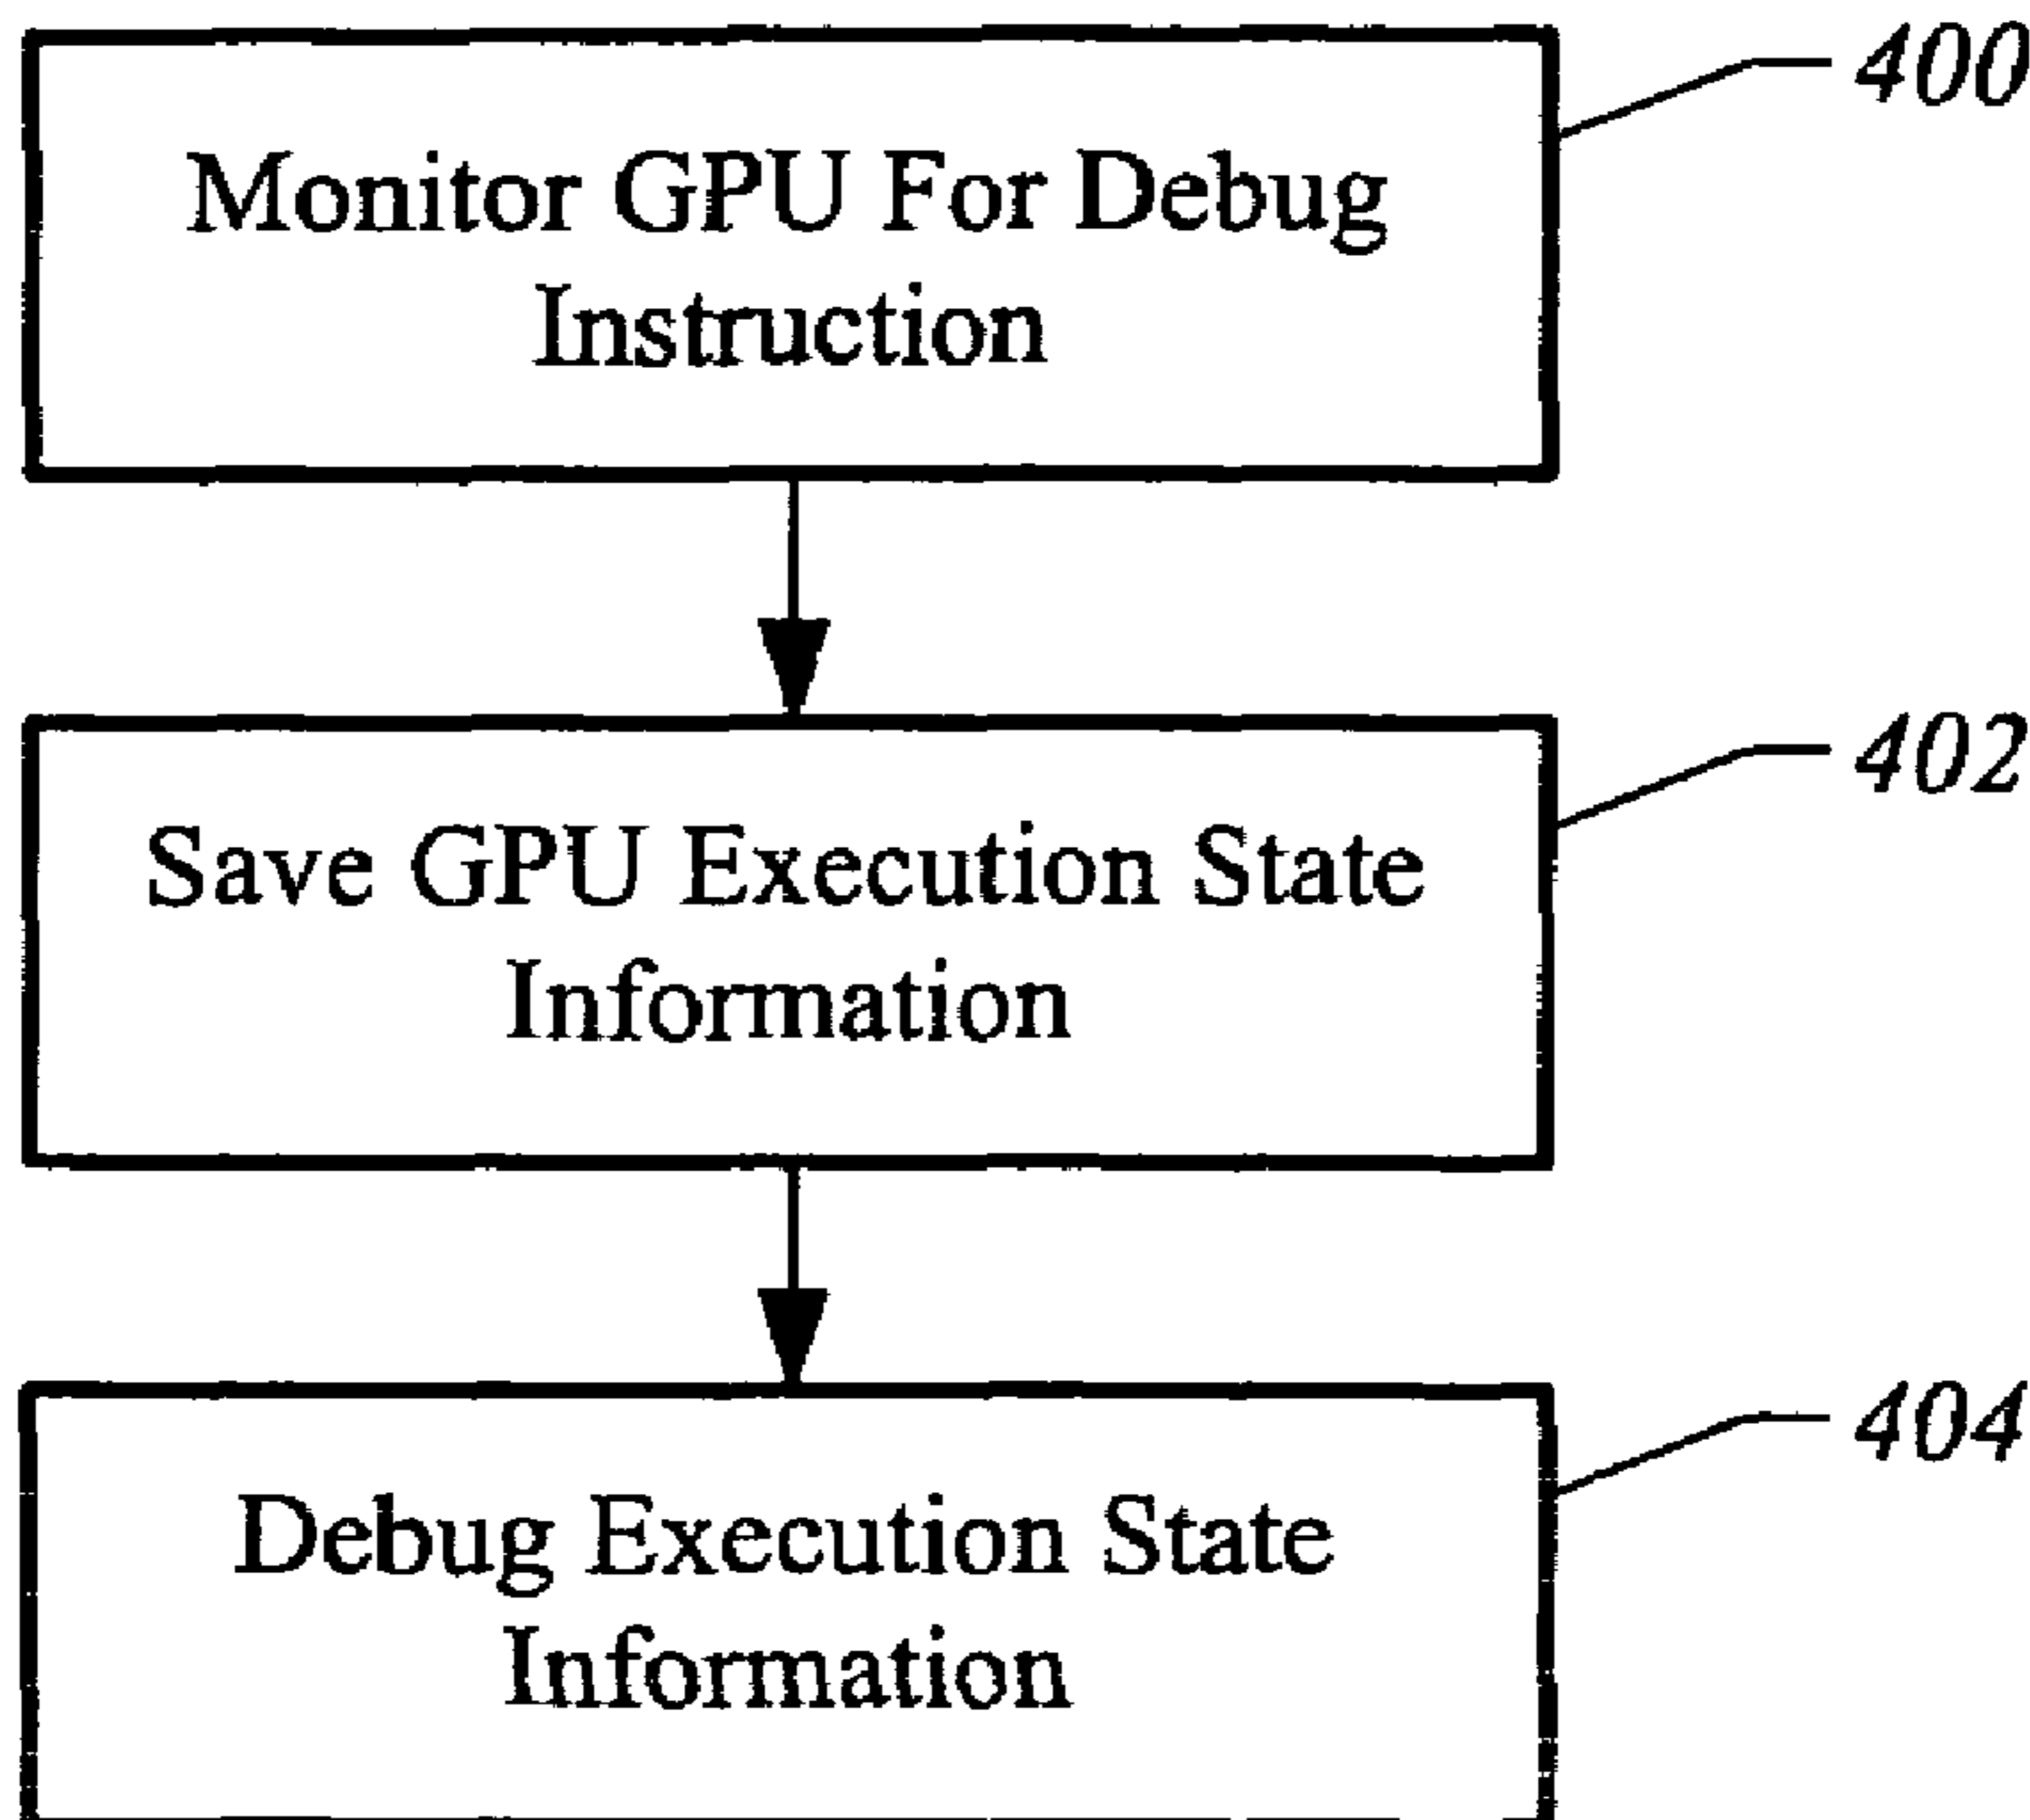 400
Monitor GPU For Debug
Instruction
402
Save GPU Execution State
Information
404
Debug Execution State
Information